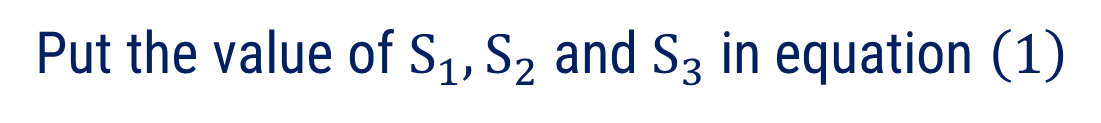 Put the value of S₁, S₂ and S₃ in equation (1)